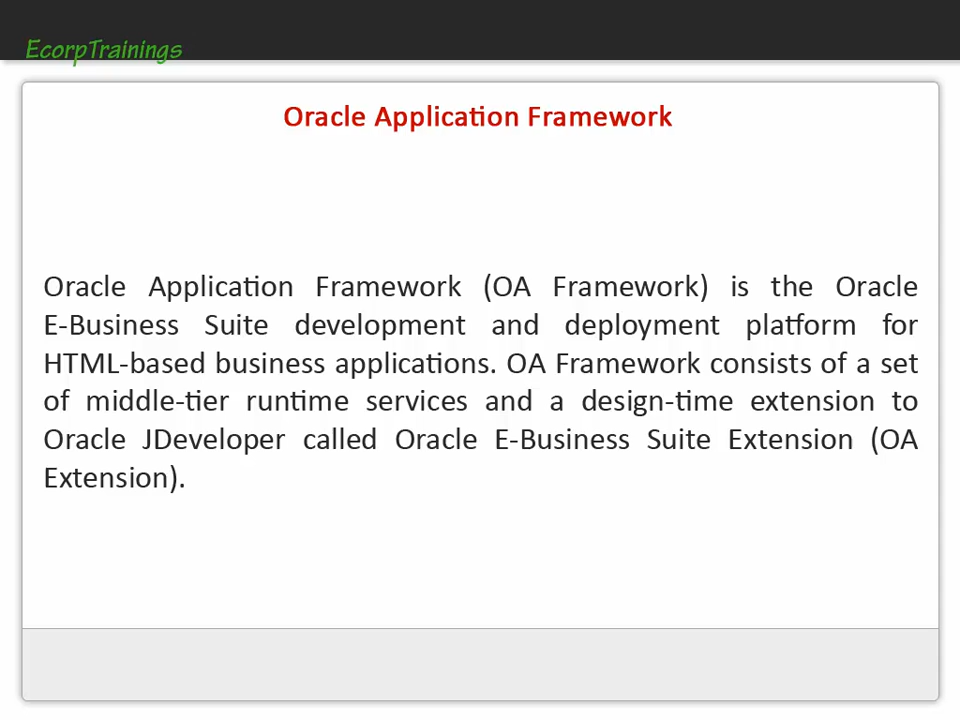 EcorpTrainings
Oracle Application Framework
Oracle Application Framework (OA Framework) is the Oracle
E-Business Suite development and deployment platform for
HTML-based business applications. OA Framework consists of a set
of middle-tier runtime services and a design-time extension to
Oracle JDeveloper called Oracle E-Business Suite Extension (OA
Extension).